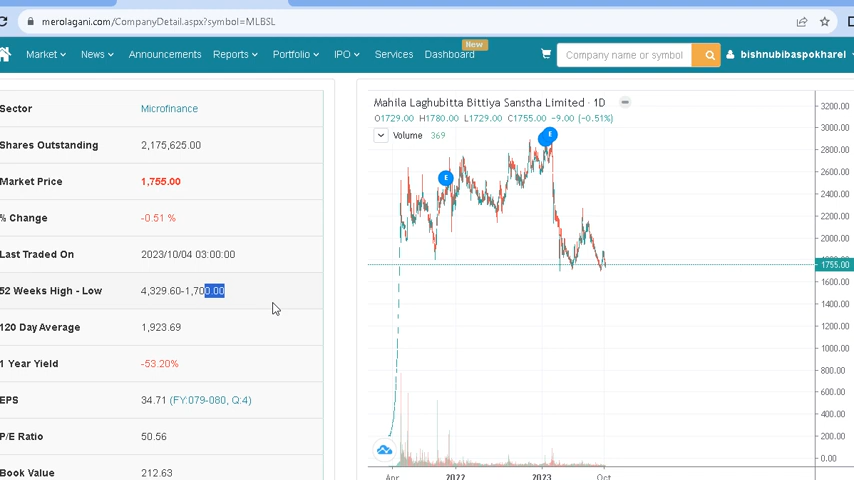 merolagani.com/CompanyDetail.aspx?symbol=MLBSL
New
Market News Announcements Reports Portfolio IPO Services Dashboard Company name or symbol bishnubibaspokharel
Sector Microfinance
Shares Outstanding 2,175,625.00
Market Price 1,755.00
% Change -0.51 %
Last Traded On 2023/10/04 03:00:00
52 Weeks High - Low 4,329.60-1,700.00
120 Day Average 1,923.69
1 Year Yield -53.20%
EPS 34.71 (FY:079-080, Q:4)
P/E Ratio 50.56
Book Value 212.63
Mahila Laghubitta Bittiya Sanstha Limited · 1D
O1729.00 H1780.00 L1729.00 C1755.00 -9.00 (-0.51%)
Volume 369
E
E
3200.00
3000.00
2800.00
2600.00
2400.00
2200.00
2000.00
1800.00
1755.00
1600.00
1400.00
1200.00
1000.00
800.00
600.00
400.00
200.00
0.00
Apr 2022 2023 Oct